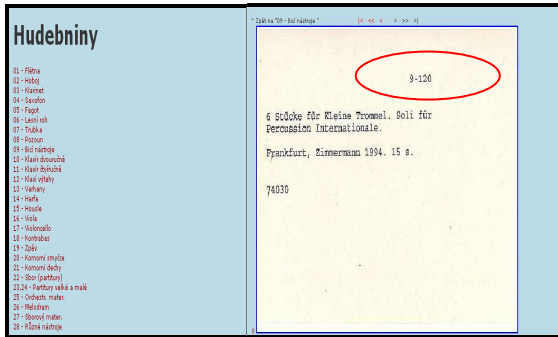 Hudebniny
01 - Flétna
02 - Hoboj
03 - Klarinet
04 - Saxofon
05 - Fagot
06 - Lesní roh
07 - Trubka
08 - Pozoun
09 - Bicí nástroje
10 - Klavír dvouručně
11 - Klavír čtyřručně
12 - Klaví výtahy
13 - Varhany
14 - Harfa
15 - Housle
16 - Viola
17 - Violoncello
18 - Kontrabas
19 - Zpěv
20 - Komorní smyčce
21 - Komorní dechy
22 - Sbor (partitury)
23,24 - Partitury velké a malé
25 - Orchestr. mater.
26 - Melodram
27 - Sborový mater.
28 - Různé nástroje
^ Zpět na "09 - Bicí nástroje " |< << < > >> >|
9-120
6 Stücke für Kleine Trommel. Soli für
Percussion Internationale.
Frankfurt, Zimmermann 1994. 15 s.
74030